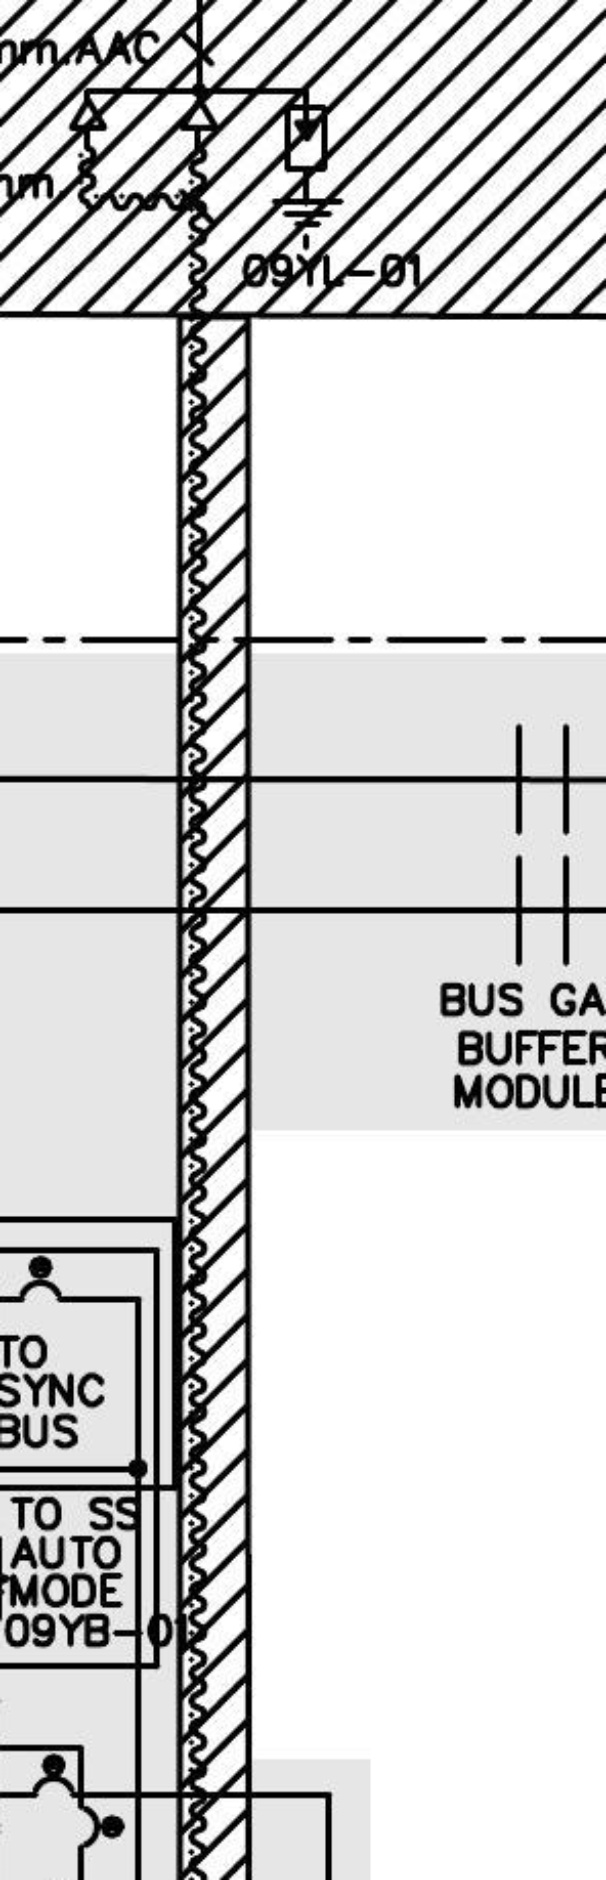 mm.AAC
mm.
09YL-01
BUS GA
BUFFER
MODULE
TO
SYNC
BUS
TO SS
AUTO
MODE
09YB-01